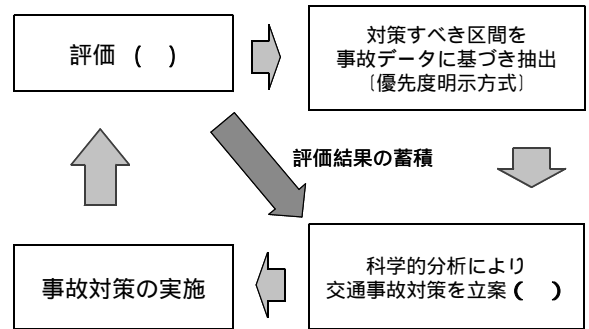 評価 (　)
対策すべき区間を
事故データに基づき抽出
〔優先度明示方式〕
評価結果の蓄積
事故対策の実施
科学的分析により
交通事故対策を立案 (　)